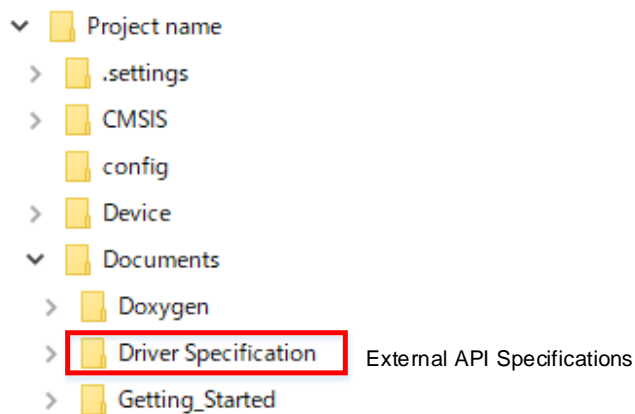 Project name
.settings
CMSIS
config
Device
Documents
Doxygen
Driver Specification External API Specifications
Getting_Started